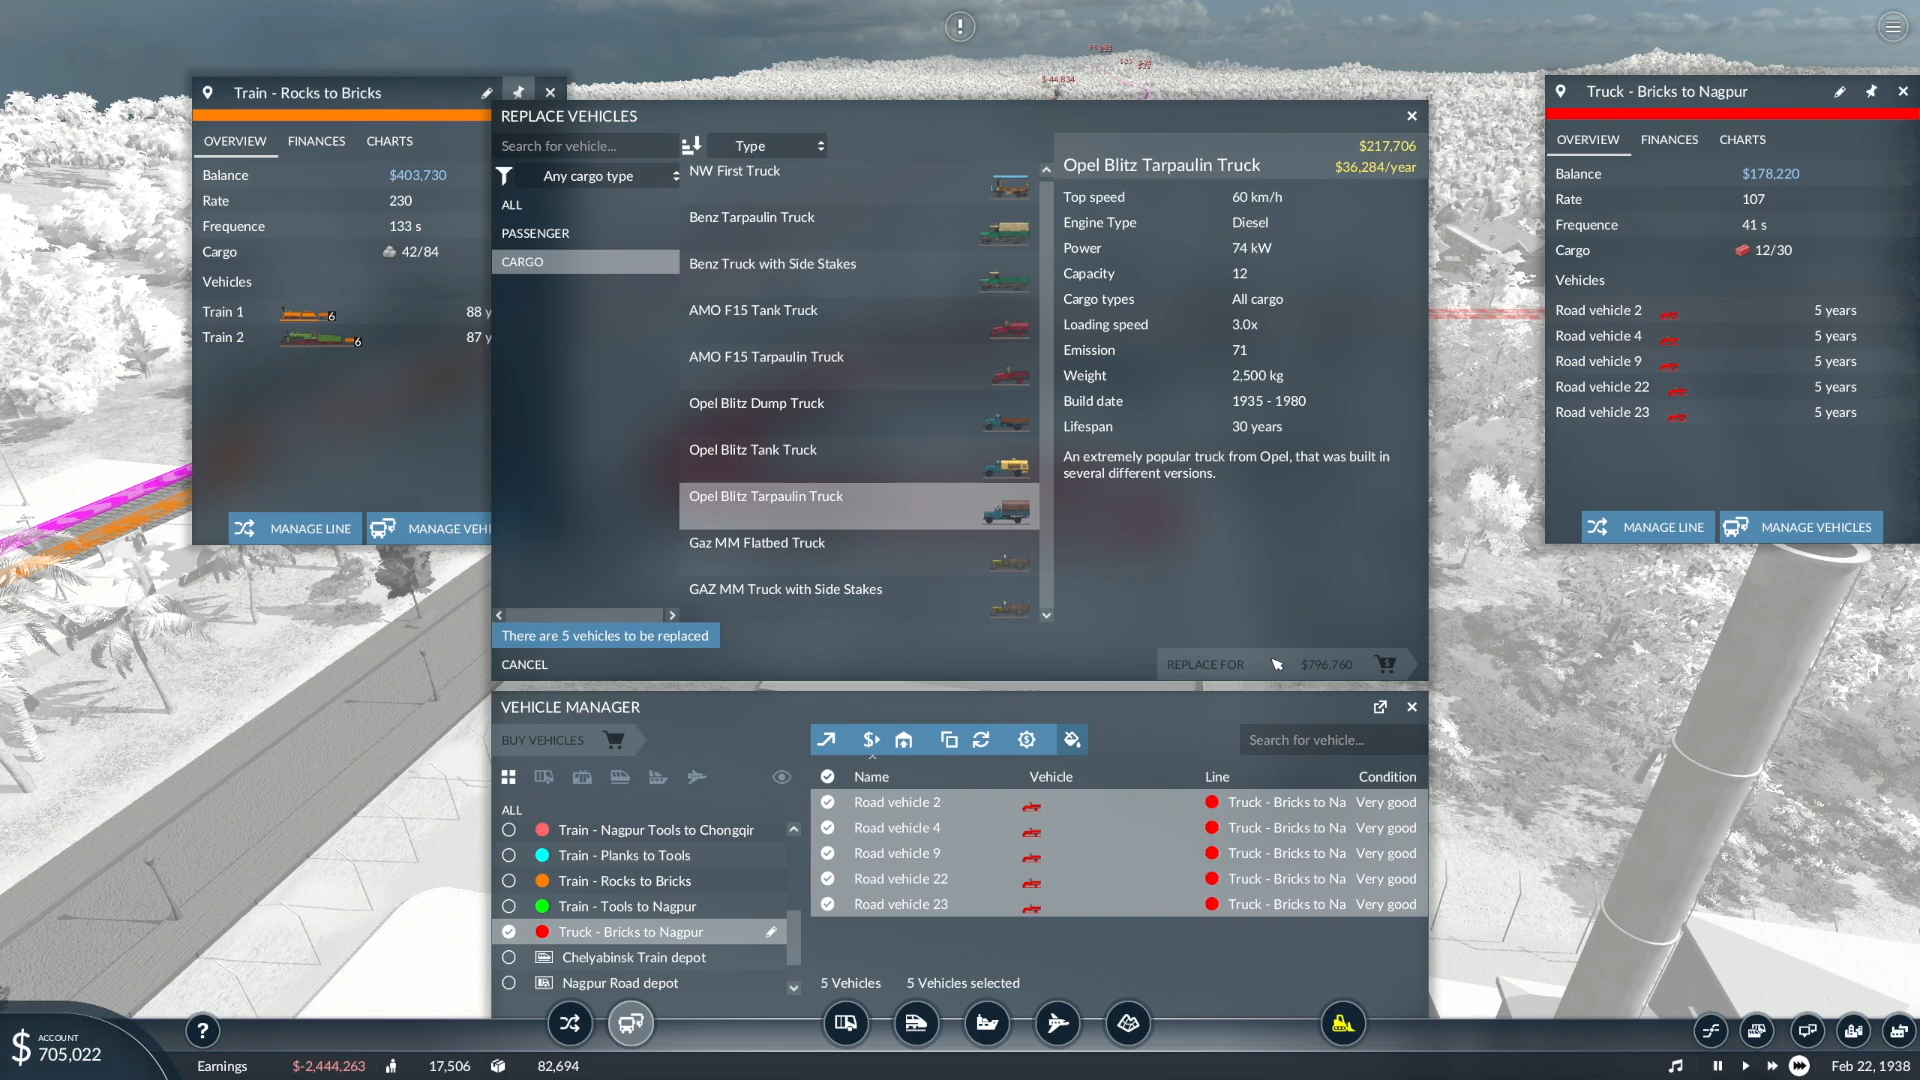 !
Train - Rocks to Bricks
OVERVIEW FINANCES CHARTS
Balance $403,730
Rate 230
Frequence 133 s
Cargo 42/84
Vehicles
Train 1 6 88 y
Train 2 6 87 y
MANAGE LINE MANAGE VEHI
REPLACE VEHICLES
Search for vehicle... Type
Any cargo type
ALL
PASSENGER
CARGO
NW First Truck
Benz Tarpaulin Truck
Benz Truck with Side Stakes
AMO F15 Tank Truck
AMO F15 Tarpaulin Truck
Opel Blitz Dump Truck
Opel Blitz Tank Truck
Opel Blitz Tarpaulin Truck
Gaz MM Flatbed Truck
GAZ MM Truck with Side Stakes
$217,706
Opel Blitz Tarpaulin Truck $36,284/year
Top speed 60 km/h
Engine Type Diesel
Power 74 kW
Capacity 12
Cargo types All cargo
Loading speed 3.0x
Emission 71
Weight 2,500 kg
Build date 1935 - 1980
Lifespan 30 years
An extremely popular truck from Opel, that was built in
several different versions.
There are 5 vehicles to be replaced
CANCEL REPLACE FOR $796,760
Truck - Bricks to Nagpur
OVERVIEW FINANCES CHARTS
Balance $178,220
Rate 107
Frequence 41 s
Cargo 12/30
Vehicles
Road vehicle 2 5 years
Road vehicle 4 5 years
Road vehicle 9 5 years
Road vehicle 22 5 years
Road vehicle 23 5 years
MANAGE LINE MANAGE VEHICLES
VEHICLE MANAGER
BUY VEHICLES
Search for vehicle...
ALL
Train - Nagpur Tools to Chongqir
Train - Planks to Tools
Train - Rocks to Bricks
Train - Tools to Nagpur
Truck - Bricks to Nagpur
Chelyabinsk Train depot
Nagpur Road depot
Name Vehicle Line Condition
Road vehicle 2 Truck - Bricks to Na Very good
Road vehicle 4 Truck - Bricks to Na Very good
Road vehicle 9 Truck - Bricks to Na Very good
Road vehicle 22 Truck - Bricks to Na Very good
Road vehicle 23 Truck - Bricks to Na Very good
5 Vehicles 5 Vehicles selected
$ ACCOUNT
705,022
?
Earnings $-2,444,263 17,506 82,694
Feb 22, 1938